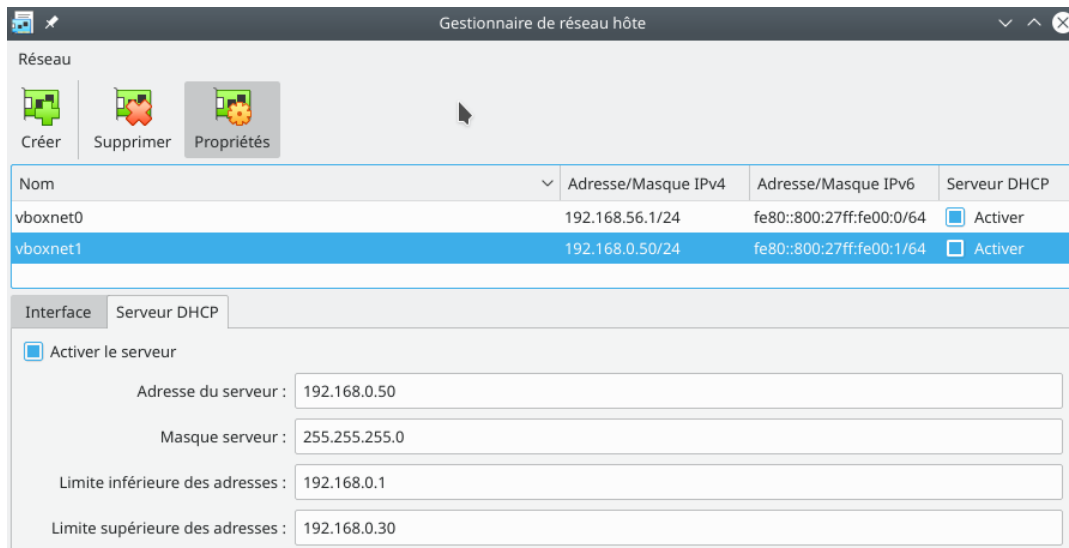 Gestionnaire de réseau hôte
Réseau
Créer Supprimer Propriétés
Nom Adresse/Masque IPv4 Adresse/Masque IPv6 Serveur DHCP
vboxnet0 192.168.56.1/24 fe80::800:27ff:fe00:0/64 Activer
vboxnet1 192.168.0.50/24 fe80::800:27ff:fe00:1/64 Activer
Interface Serveur DHCP
Activer le serveur
Adresse du serveur : 192.168.0.50
Masque serveur : 255.255.255.0
Limite inférieure des adresses : 192.168.0.1
Limite supérieure des adresses : 192.168.0.30